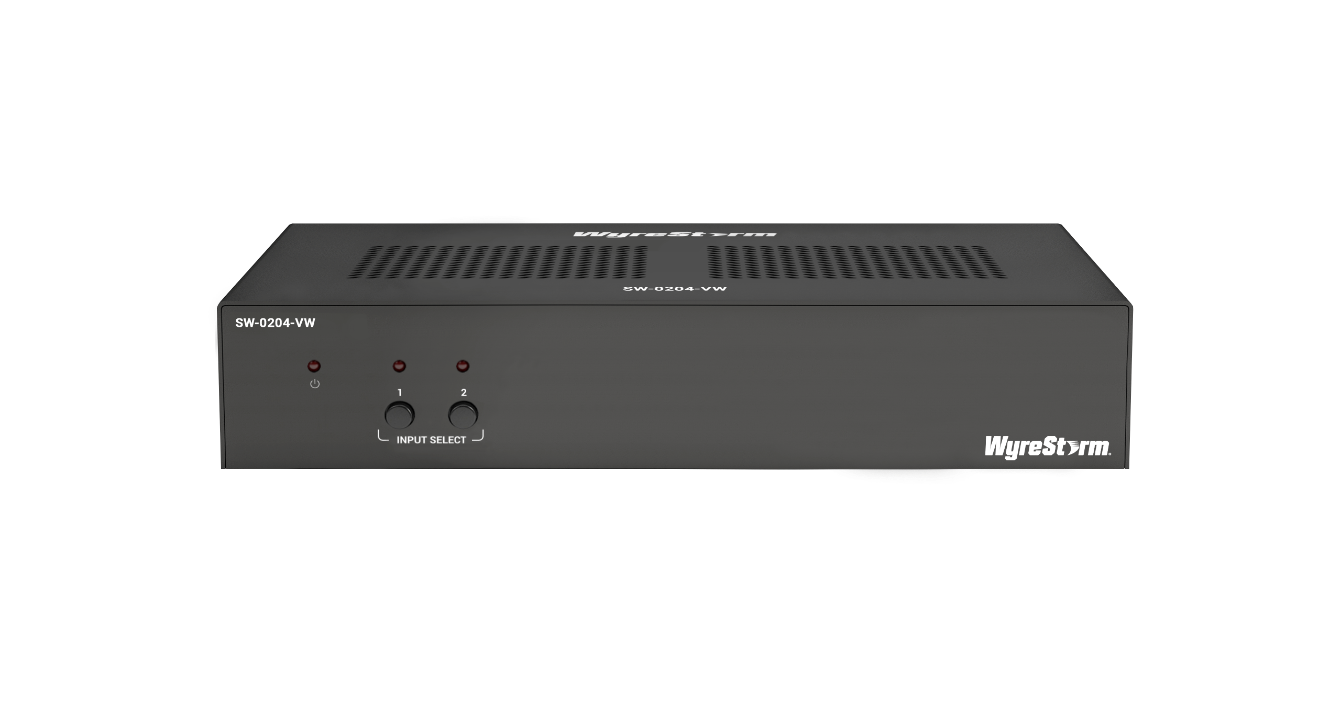 WyreStorm
SW-0204-VW
SW-0204-VW
1 2
INPUT SELECT
WyreStorm.